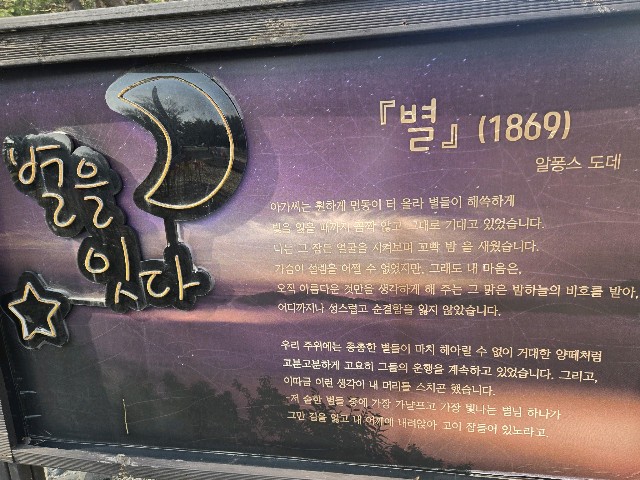 별을
잇다
『별』 (1869)
알퐁스 도데
아가씨는 훤하게 먼동이 터 올라 별들이 해쓱하게
빛을 잃을 때까지 꼼짝 않고 그대로 기대고 있었습니다.
나는 그 잠든 얼굴을 지켜보며 꼬빡 밤을 새웠습니다.
가슴이 설렘을 어쩔 수 없었지만, 그래도 내 마음은,
오직 아름다운 것만을 생각하게 해 주는 그 맑은 밤하늘의 비호를 받아,
어디까지나 성스럽고 순결함을 잃지 않았습니다.
우리 주위에는 총총한 별들이 마치 헤아릴 수 없이 거대한 양떼처럼
고분고분하게 고요히 그들의 운행을 계속하고 있었습니다. 그리고,
이따금 이런 생각이 내 머리를 스치곤 했습니다.
저 숱한 별들 중에 가장 가냘프고 가장 빛나는 별님 하나가
그만 길을 잃고 내 어깨에 내려앉아 고이 잠들어 있노라고.